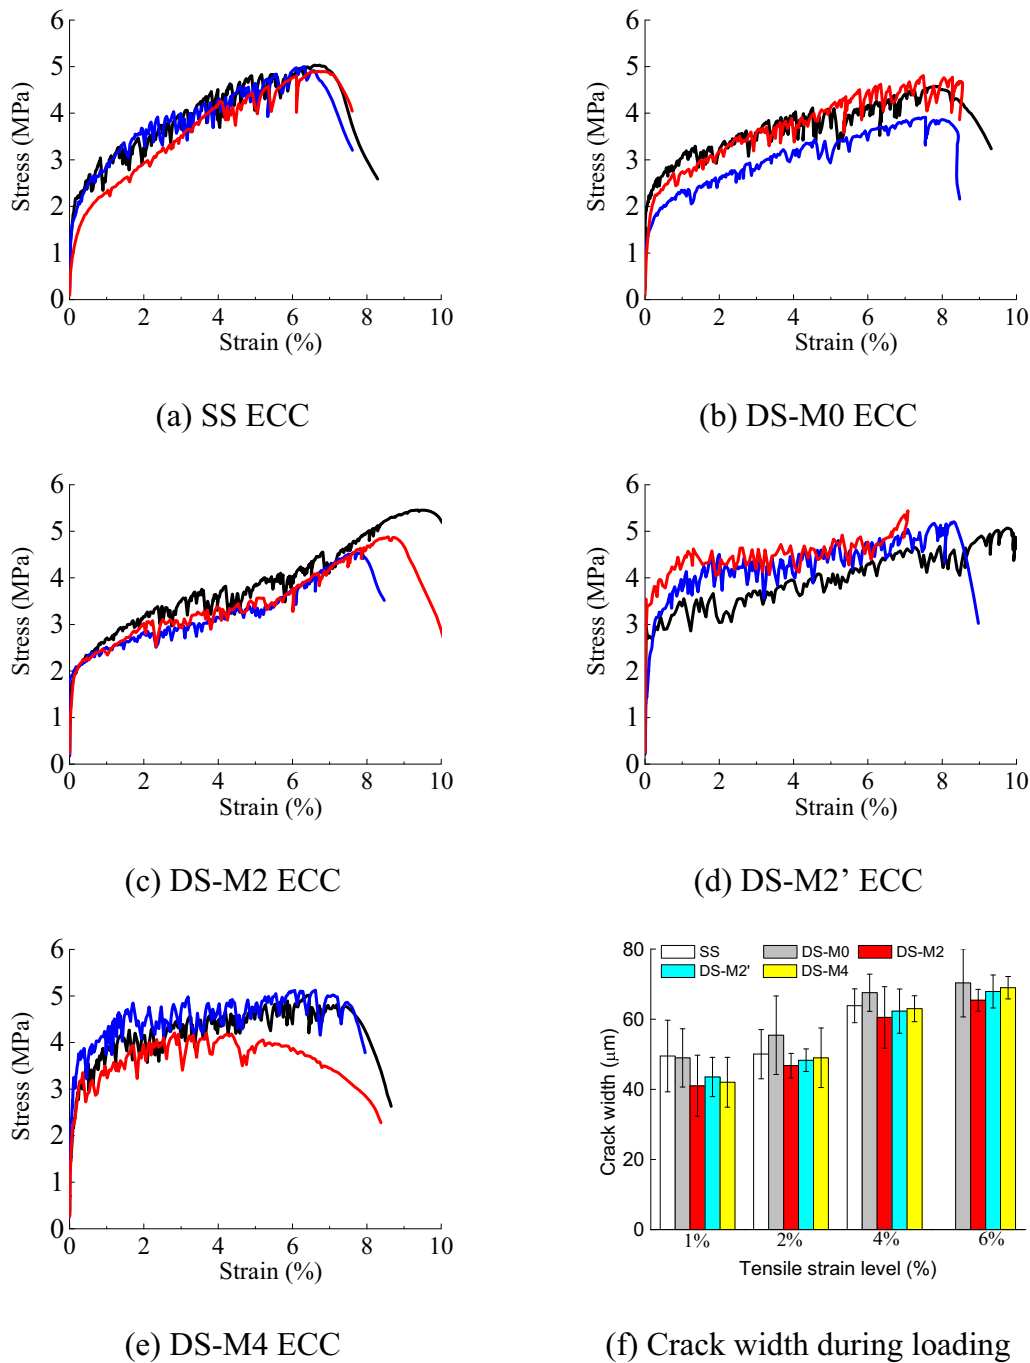 6
5
4
3
2
1
0
Stress (MPa)
0 2 4 6 8 10
Strain (%)
(a) SS ECC
6
5
4
3
2
1
0
Stress (MPa)
0 2 4 6 8 10
Strain (%)
(b) DS-M0 ECC
6
5
4
3
2
1
0
Stress (MPa)
0 2 4 6 8 10
Strain (%)
(c) DS-M2 ECC
6
5
4
3
2
1
0
Stress (MPa)
0 2 4 6 8 10
Strain (%)
(d) DS-M2’ ECC
6
5
4
3
2
1
0
Stress (MPa)
0 2 4 6 8 10
Strain (%)
(e) DS-M4 ECC
80
60
40
20
0
Crack width (μm)
SS DS-M0 DS-M2
DS-M2' DS-M4
1% 2% 4% 6%
Tensile strain level (%)
(f) Crack width during loading